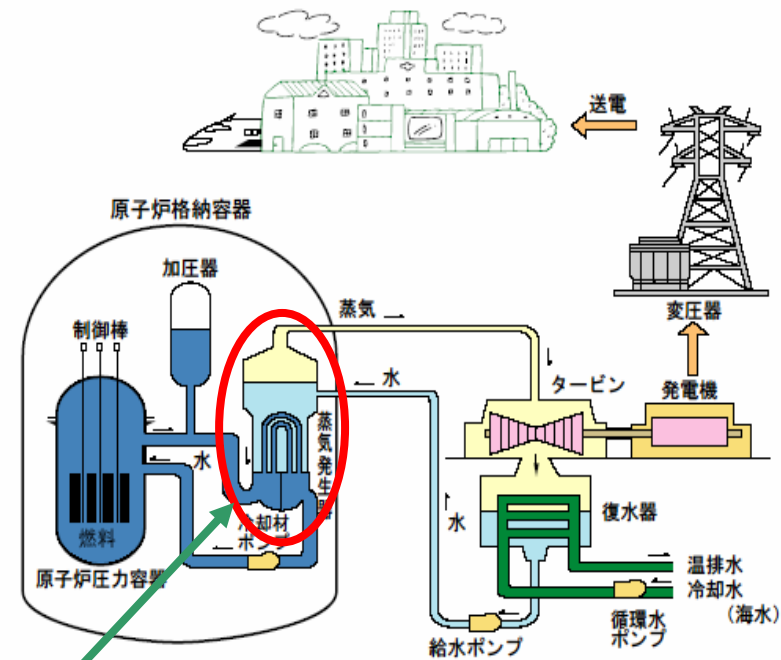 送電
原子炉格納容器
加圧器
制御棒
蒸気
変圧器
水
タービン
発電機
蒸気発生器
水
冷却材
ポンプ
燃料
原子炉圧力容器
水
復水器
温排水
冷却水
(海水)
循環水
ポンプ
給水ポンプ